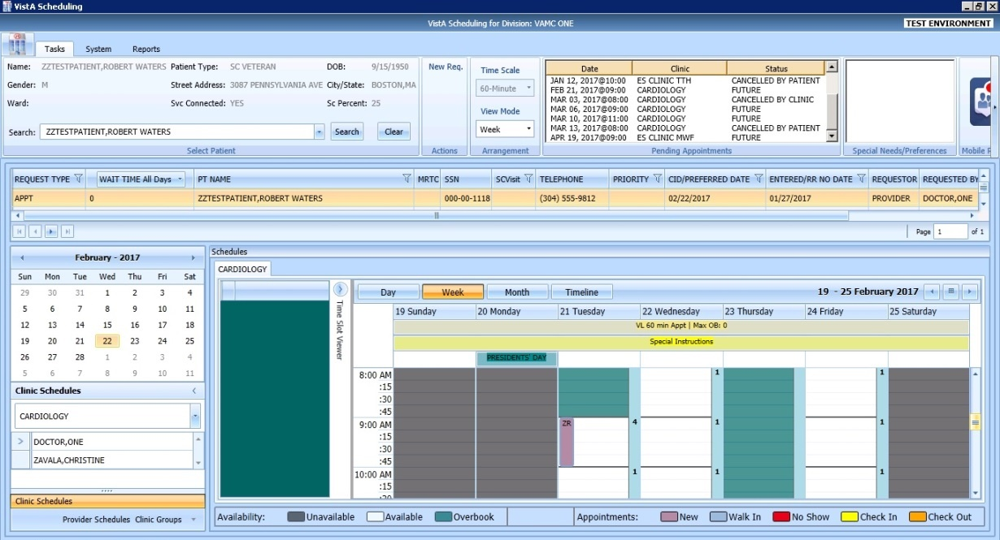 VistA Scheduling
VistA Scheduling for Division: VAMC ONE
TEST ENVIRONMENT
Tasks System Reports
Name: ZZTESTPATIENT,ROBERT WATERS Patient Type: SC VETERAN DOB: 9/15/1950
Gender: M Street Address: 3087 PENNSYLVANIA AVE City/State: BOSTON,MA
Ward: Svc Connected: YES Sc Percent: 25
Search: ZZTESTPATIENT,ROBERT WATERS Search Clear
Select Patient
New Req.
Actions
Time Scale
60-Minute
View Mode
Week
Arrangement
Date Clinic Status
JAN 12, 2017@10:00 ES CLINIC TTH CANCELLED BY PATIENT
FEB 21, 2017@09:00 CARDIOLOGY FUTURE
MAR 03, 2017@08:00 CARDIOLOGY CANCELLED BY CLINIC
MAR 06, 2017@09:00 CARDIOLOGY FUTURE
MAR 10, 2017@11:00 CARDIOLOGY FUTURE
MAR 13, 2017@08:00 CARDIOLOGY CANCELLED BY PATIENT
APR 19, 2017@09:00 ES CLINIC MWF FUTURE
Pending Appointments
Special Needs/Preferences
Mobile
REQUEST TYPE WAIT TIME All Days PT NAME MRTC SSN SCVisit TELEPHONE PRIORITY CID/PREFERRED DATE ENTERED/RR NO DATE REQUESTOR REQUESTED BY
APPT 0 ZZTESTPATIENT,ROBERT WATERS 000-00-1118 (304) 555-9812 02/22/2017 01/27/2017 PROVIDER DOCTOR,ONE
Page 1 of 1
February - 2017
Sun Mon Tue Wed Thu Fri Sat
29 30 31 1 2 3 4
5 6 7 8 9 10 11
12 13 14 15 16 17 18
19 20 21 22 23 24 25
26 27 28 1 2 3 4
5 6 7 8 9 10 11
Clinic Schedules
CARDIOLOGY
DOCTOR,ONE
ZAVALA,CHRISTINE
Clinic Schedules
Provider Schedules Clinic Groups
Schedules
CARDIOLOGY
Time Slot Viewer
Day Week Month Timeline 19 - 25 February 2017
19 Sunday 20 Monday 21 Tuesday 22 Wednesday 23 Thursday 24 Friday 25 Saturday
VL 60 min Appt | Max OB: 0
Special Instructions
PRESIDENTS' DAY
8:00 AM 1 1
:15
:30
:45
9:00 AM ZR 4 1 1
:15
:30
:45
10:00 AM 1 1 1
:15
Availability: Unavailable Available Overbook Appointments: New Walk In No Show Check In Check Out